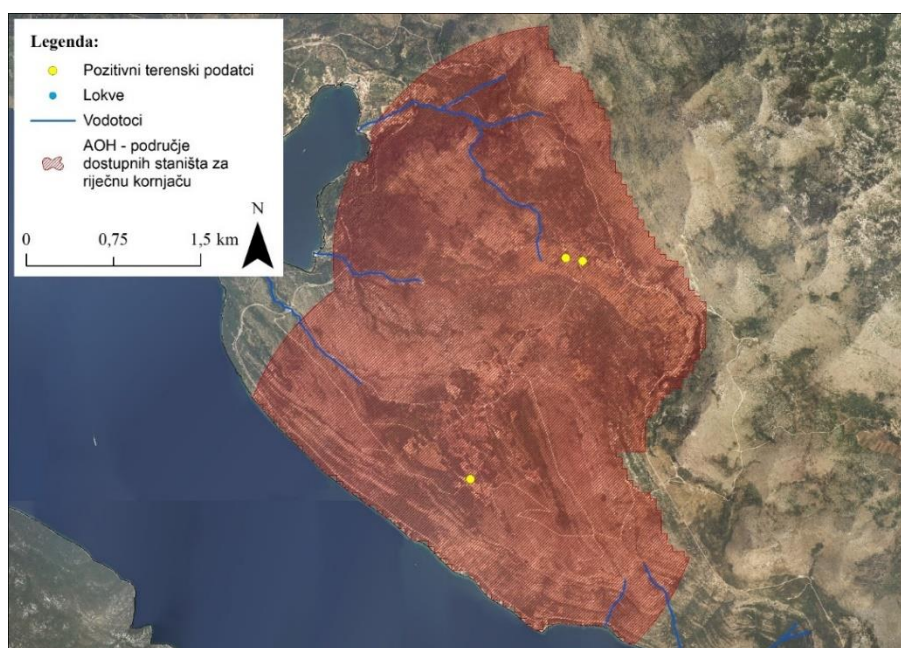 Legenda:
Pozitivni terenski podatci
Lokve
Vodotoci
AOH - područje
dostupnih staništa za
riječnu kornjaču
N
0 0,75 1,5 km